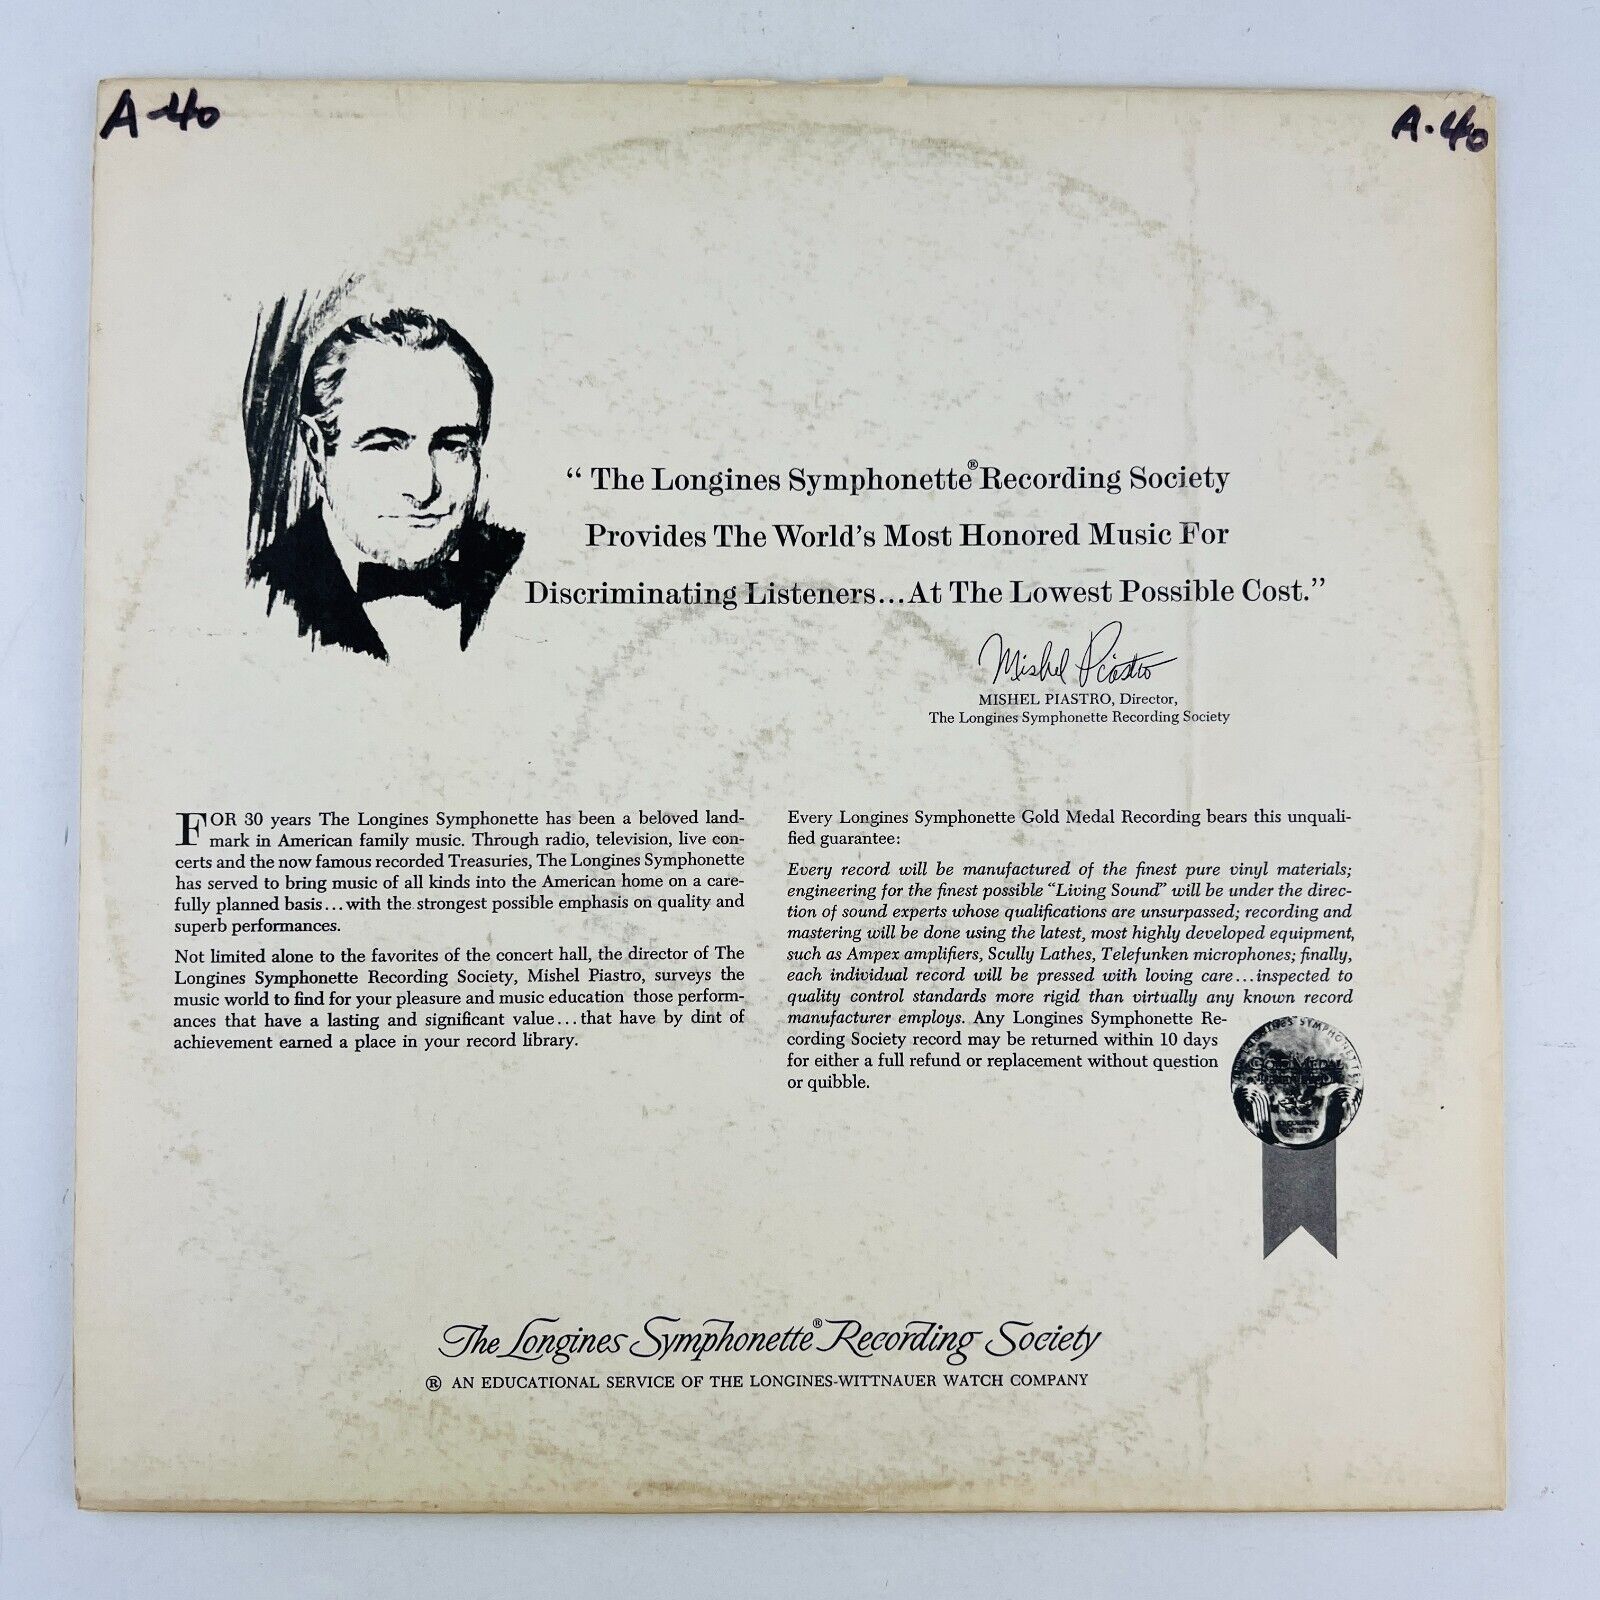 A-40
A-40
“ The Longines Symphonette® Recording Society
Provides The World's Most Honored Music For
Discriminating Listeners...At The Lowest Possible Cost.”
Mishel Piastro
MISHEL PIASTRO, Director,
The Longines Symphonette Recording Society
FOR 30 years The Longines Symphonette has been a beloved land-
mark in American family music. Through radio, television, live con-
certs and the now famous recorded Treasuries, The Longines Symphonette
has served to bring music of all kinds into the American home on a care-
fully planned basis...with the strongest possible emphasis on quality and
superb performances.
Not limited alone to the favorites of the concert hall, the director of The
Longines Symphonette Recording Society, Mishel Piastro, surveys the
music world to find for your pleasure and music education those perform-
ances that have a lasting and significant value...that have by dint of
achievement earned a place in your record library.
Every Longines Symphonette Gold Medal Recording bears this unquali-
fied guarantee:
Every record will be manufactured of the finest pure vinyl materials;
engineering for the finest possible “Living Sound” will be under the direc-
tion of sound experts whose qualifications are unsurpassed; recording and
mastering will be done using the latest, most highly developed equipment,
such as Ampex amplifiers, Scully Lathes, Telefunken microphones; finally,
each individual record will be pressed with loving care...inspected to
quality control standards more rigid than virtually any known record
manufacturer employs. Any Longines Symphonette Re-
cording Society record may be returned within 10 days
for either a full refund or replacement without question
or quibble.
LONGINES SYMPHONETTE
GOLD MEDAL
RECORDING
SOCIETY
The Longines Symphonette® Recording Society
® AN EDUCATIONAL SERVICE OF THE LONGINES-WITTNAUER WATCH COMPANY